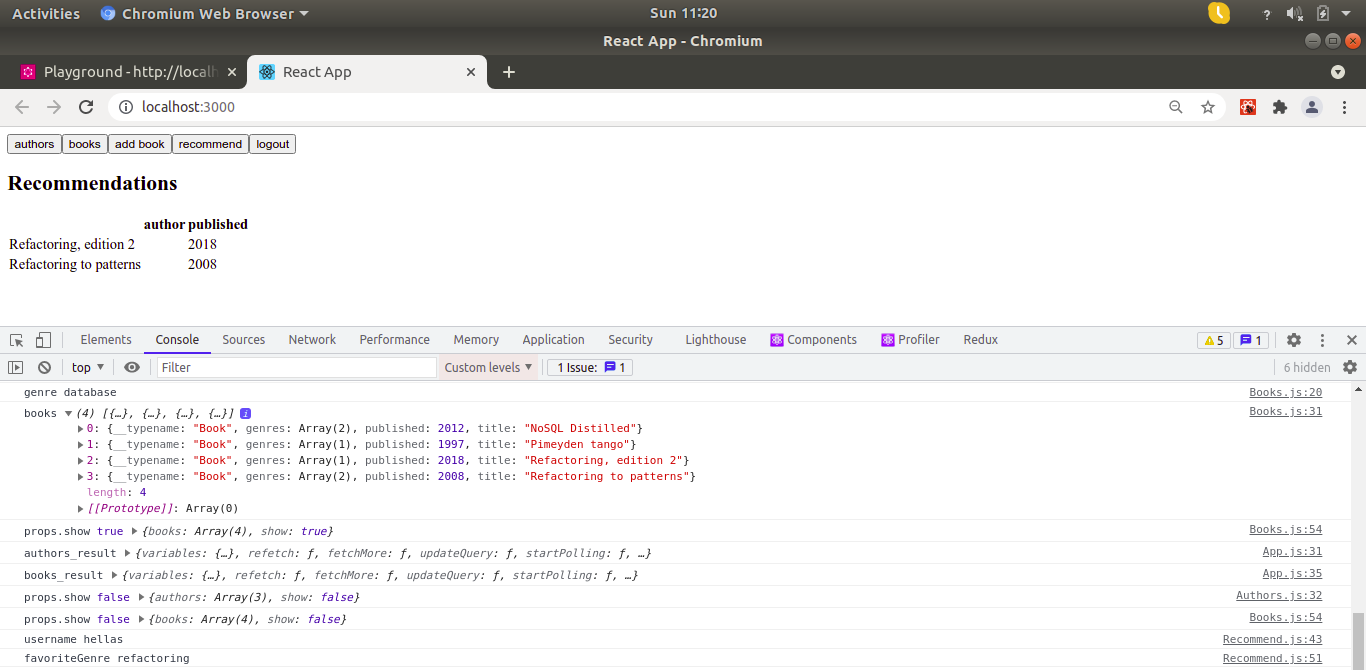 Activities Chromium Web Browser Sun 11:20 ?
React App - Chromium
Playground - http://localh React App
localhost:3000
authors books add book recommend logout
Recommendations
author published
Refactoring, edition 2 2018
Refactoring to patterns 2008
Elements Console Sources Network Performance Memory Application Security Lighthouse Components Profiler Redux 5 1
top Filter Custom levels 1 Issue: 1 6 hidden
genre database Books.js:20
books (4) [{…}, {…}, {…}, {…}] i Books.js:31
0: {__typename: "Book", genres: Array(2), published: 2012, title: "NoSQL Distilled"}
1: {__typename: "Book", genres: Array(1), published: 1997, title: "Pimeyden tango"}
2: {__typename: "Book", genres: Array(1), published: 2018, title: "Refactoring, edition 2"}
3: {__typename: "Book", genres: Array(2), published: 2008, title: "Refactoring to patterns"}
length: 4
[[Prototype]]: Array(0)
props.show true {books: Array(4), show: true} Books.js:54
authors_result {variables: {…}, refetch: ƒ, fetchMore: ƒ, updateQuery: ƒ, startPolling: ƒ, …} App.js:31
books_result {variables: {…}, refetch: ƒ, fetchMore: ƒ, updateQuery: ƒ, startPolling: ƒ, …} App.js:35
props.show false {authors: Array(3), show: false} Authors.js:32
props.show false {books: Array(4), show: false} Books.js:54
username hellas Recommend.js:43
favoriteGenre refactoring Recommend.js:51